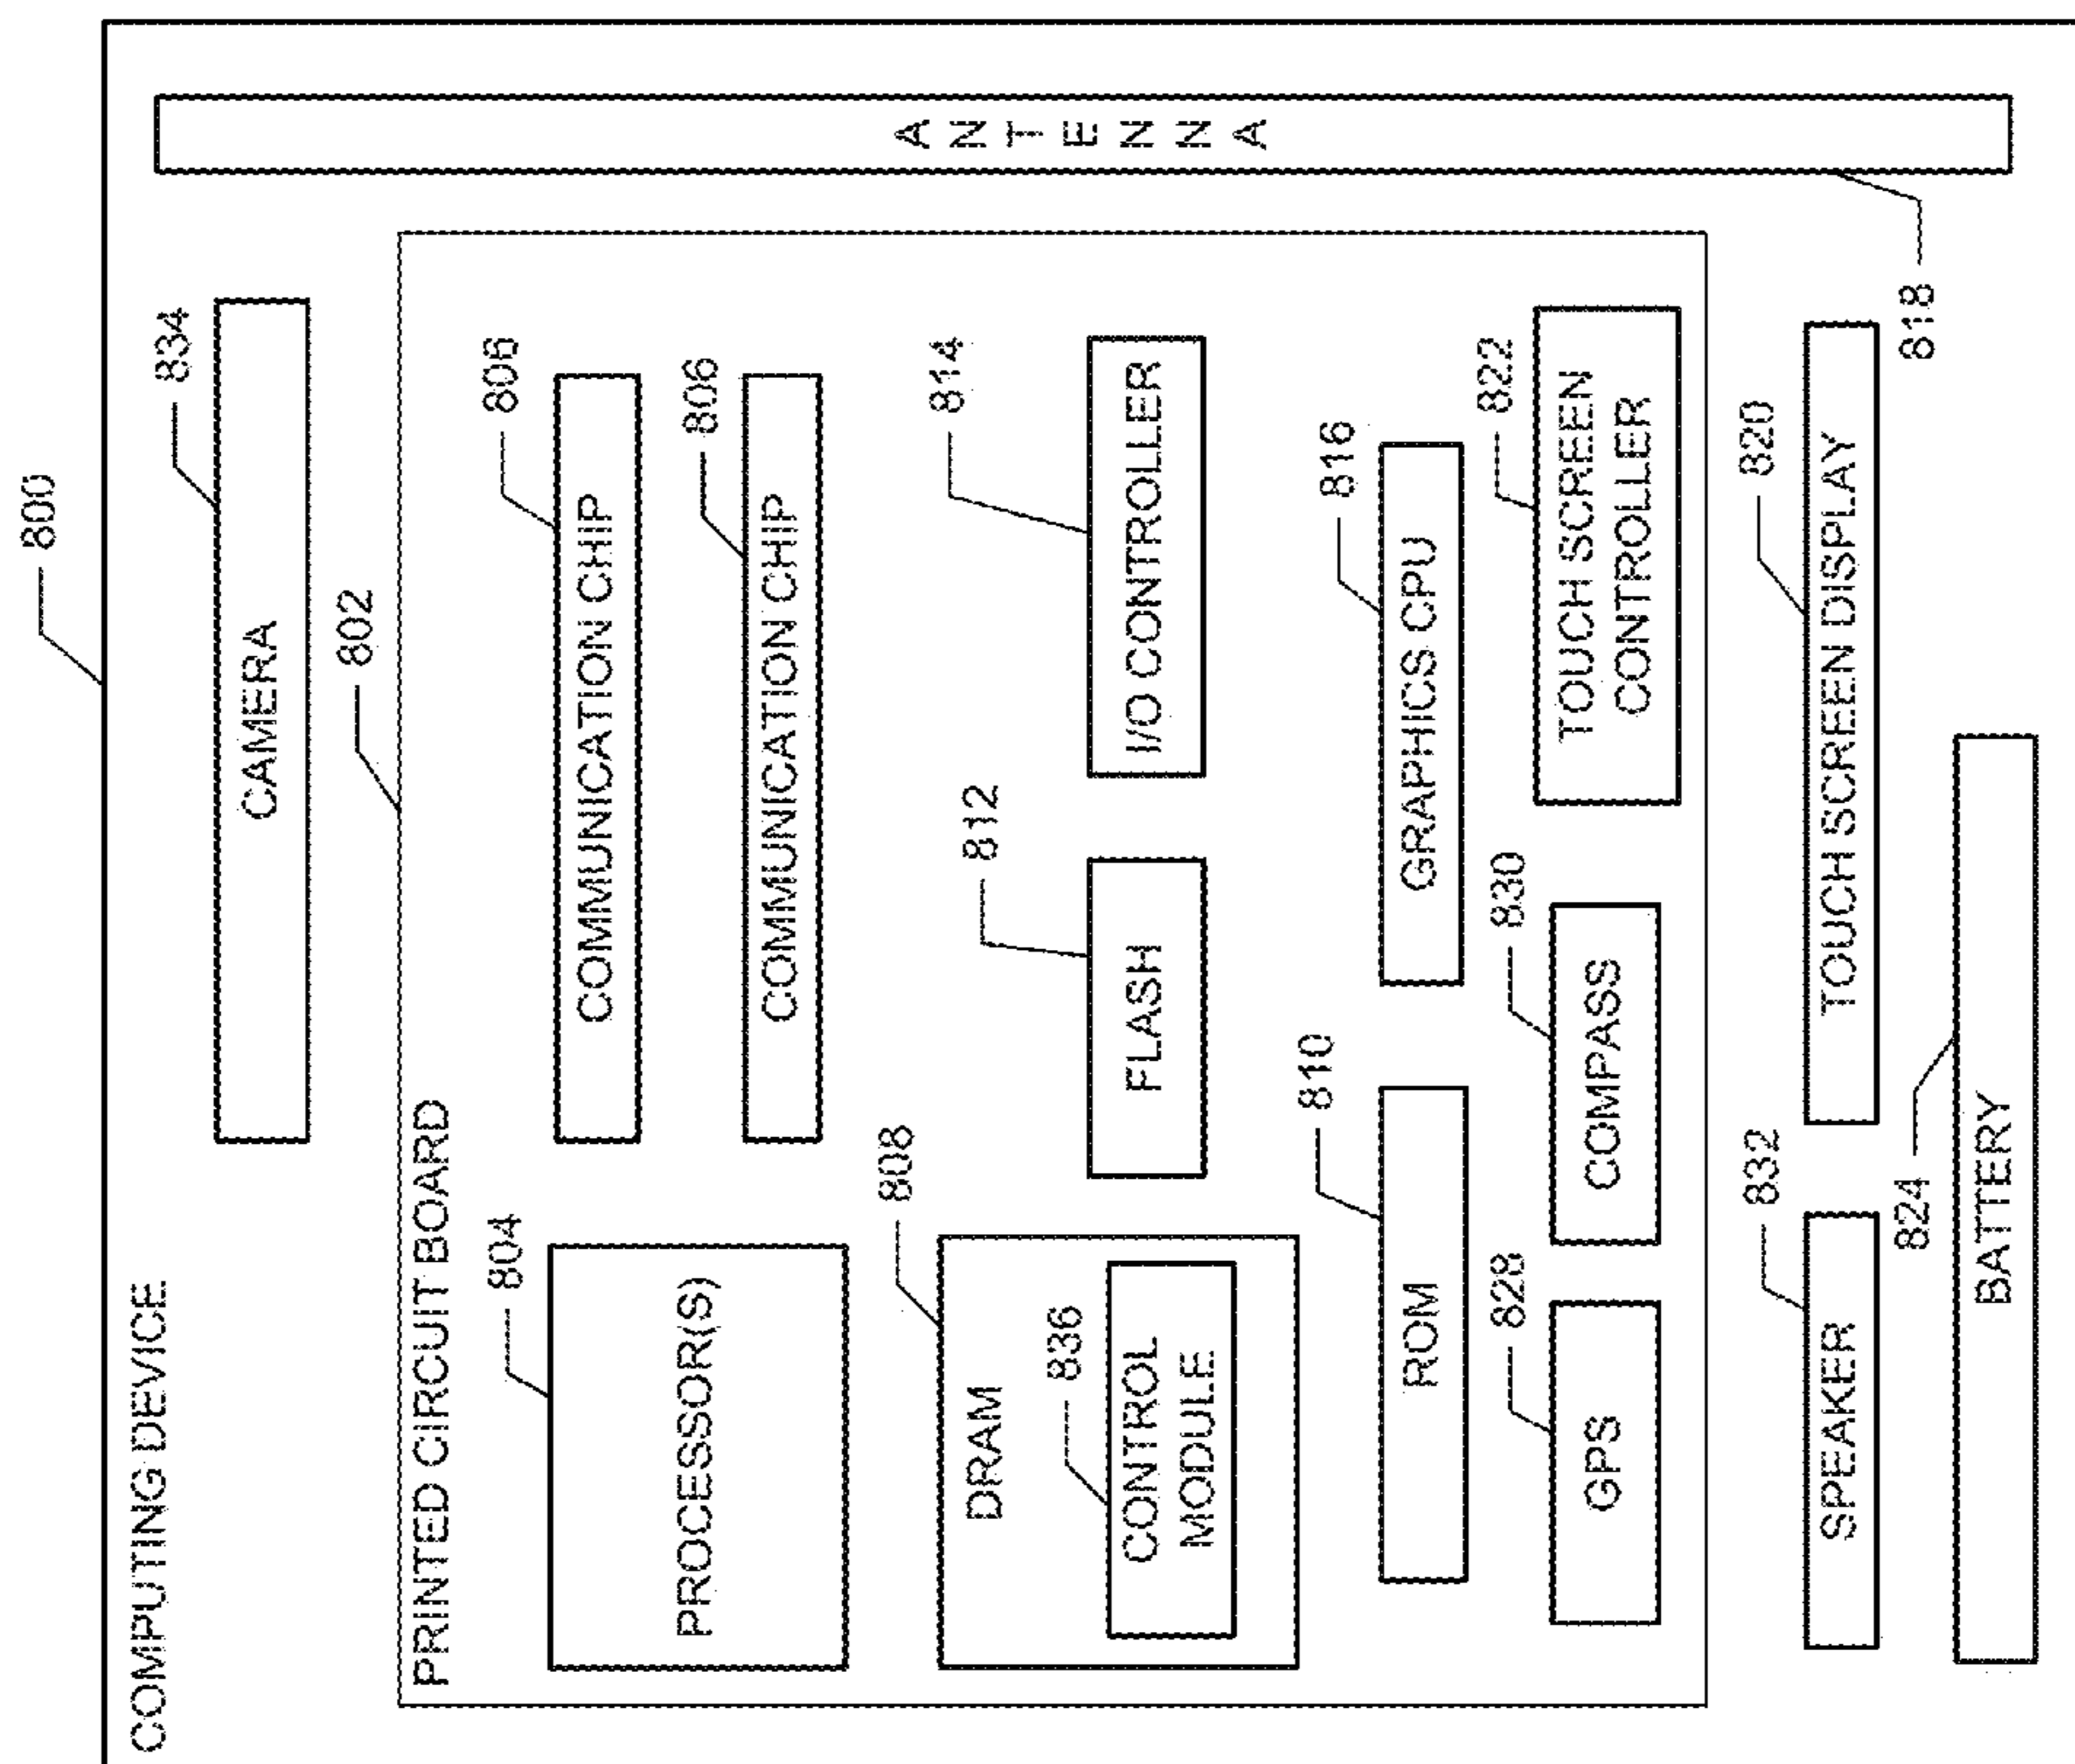 800
COMPUTING DEVICE
834
CAMERA
802
PRINTED CIRCUIT BOARD
804
PROCESSOR(S)
806
COMMUNICATION CHIP
806
COMMUNICATION CHIP
808
DRAM
836
CONTROL
MODULE
812
FLASH
814
I/O CONTROLLER
810
ROM
816
GRAPHICS CPU
828
GPS
830
COMPASS
822
TOUCH SCREEN
CONTROLLER
832
SPEAKER
820
TOUCH SCREEN DISPLAY
824
BATTERY
818
ANTENNA